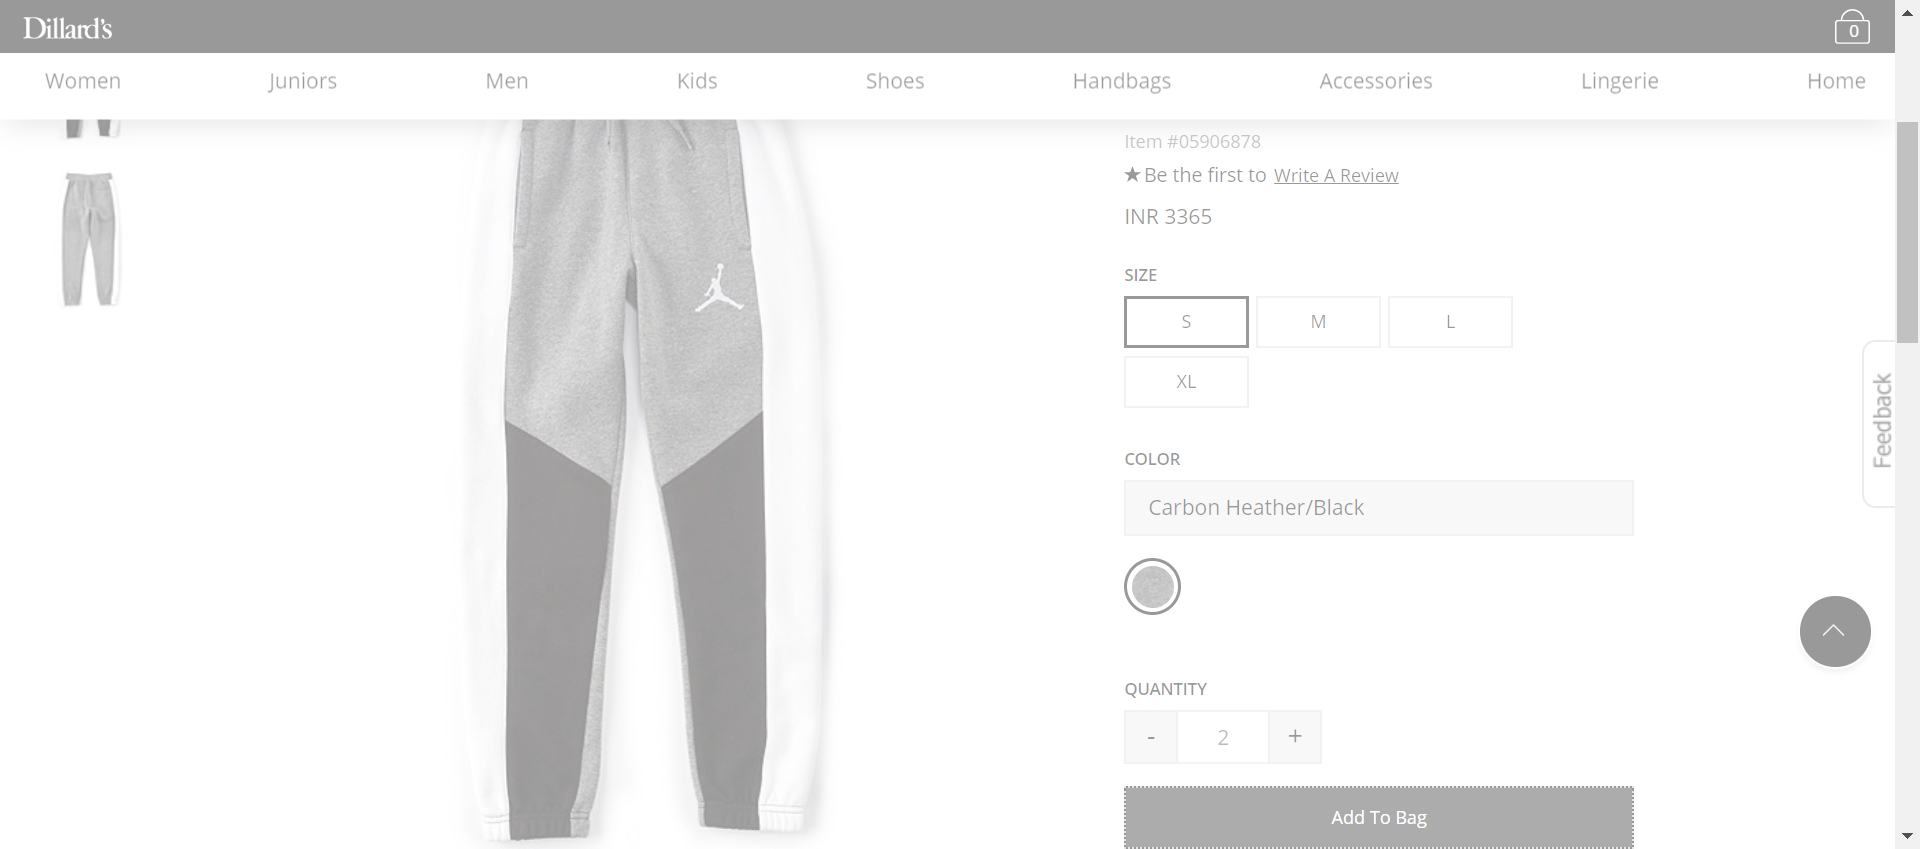 Dillard's
0
Women Juniors Men Kids Shoes Handbags Accessories Lingerie Home
Item #05906878
★Be the first to Write A Review
INR 3365
SIZE
S M L
XL
COLOR
Carbon Heather/Black
QUANTITY
- 2 +
Add To Bag
Feedback